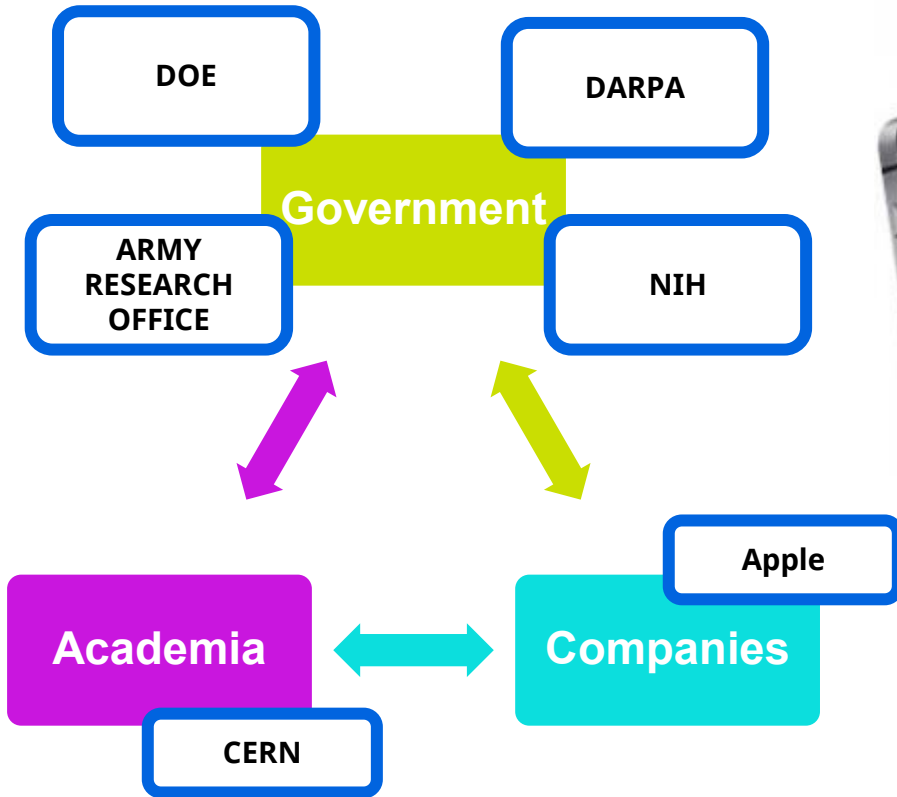 DOE
DARPA
Government
ARMY
RESEARCH
OFFICE
NIH
Apple
Academia
Companies
CERN